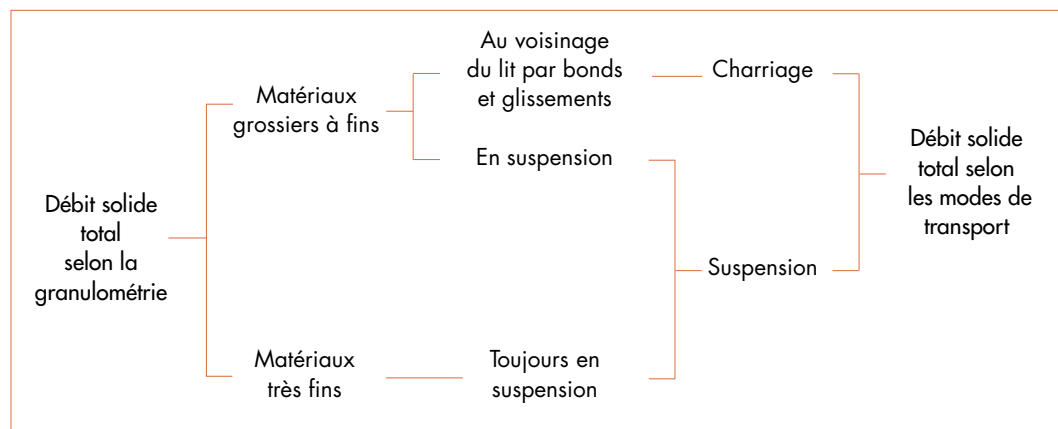 Débit solide
total
selon la
granulométrie
Matériaux
grossiers à fins
Au voisinage
du lit par bonds
et glissements
Charriage
En suspension
Matériaux
très fins
Toujours en
suspension
Suspension
Débit solide
total selon
les modes de
transport